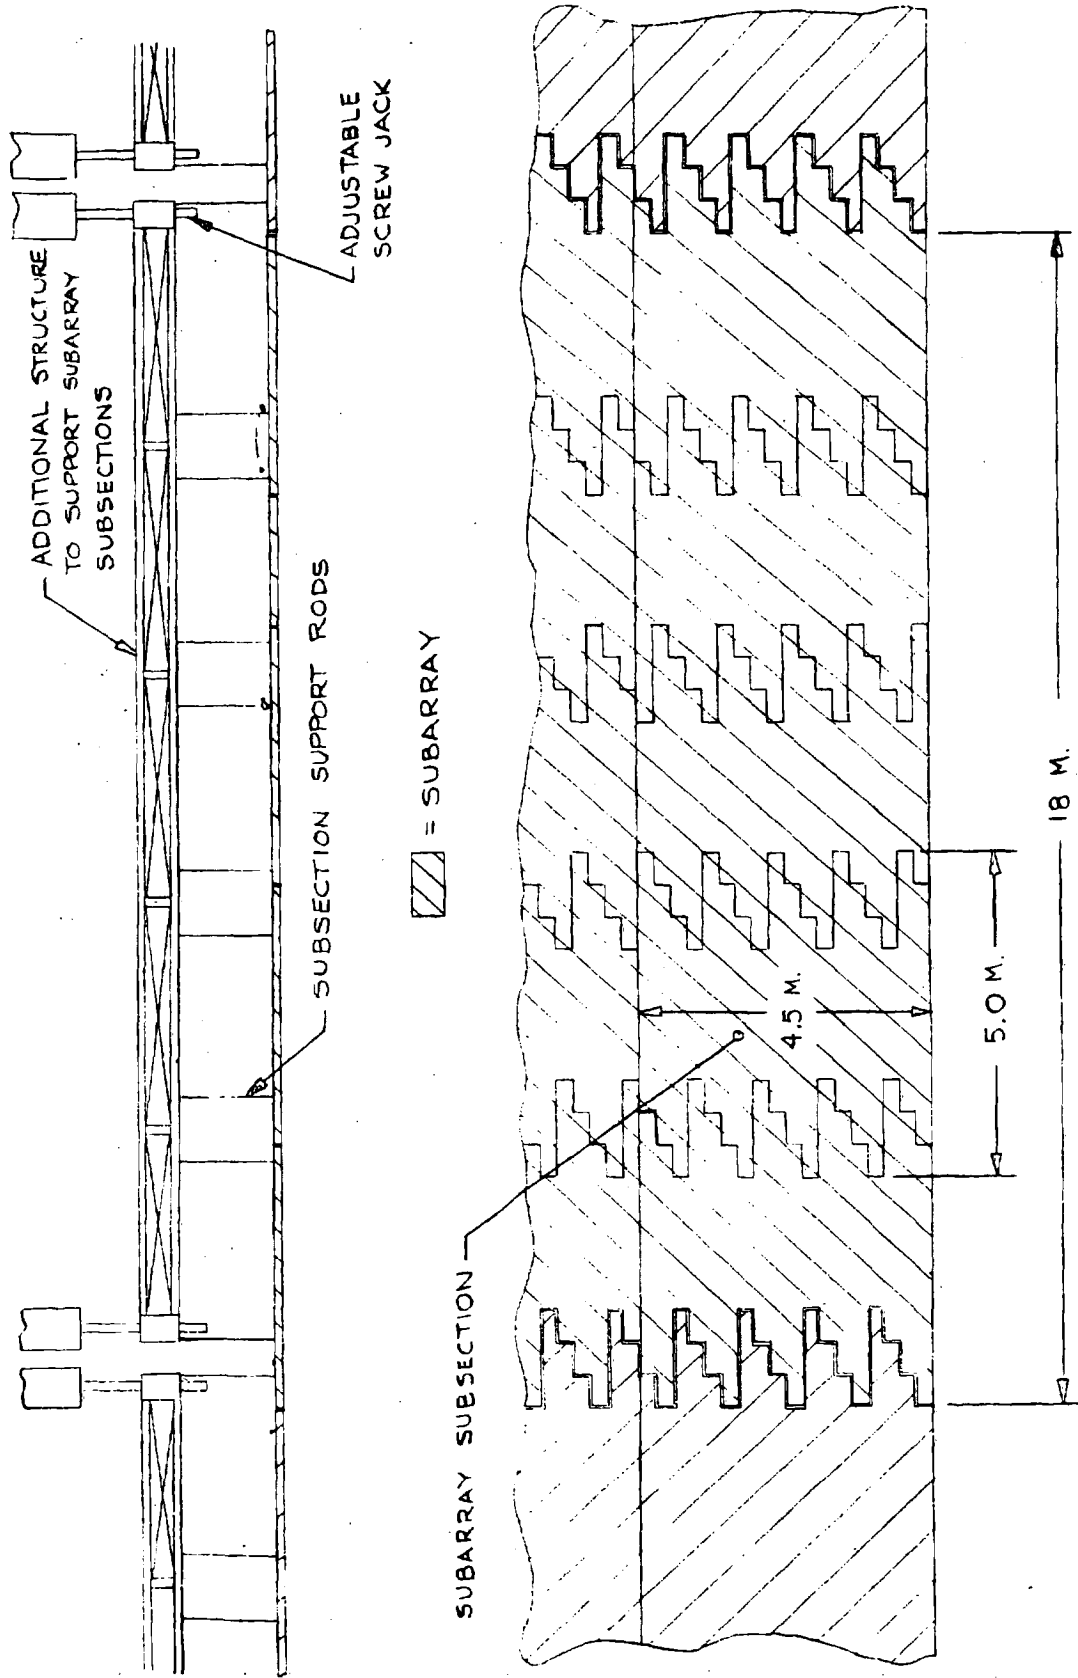 ADDITIONAL STRUCTURE
TO SUPPORT SUBARRAY
SUBSECTIONS
ADJUSTABLE
SCREW JACK
SUBSECTION SUPPORT RODS
= SUBARRAY
SUBARRAY SUBSECTION
4.5 M.
5.0 M.
18 M.